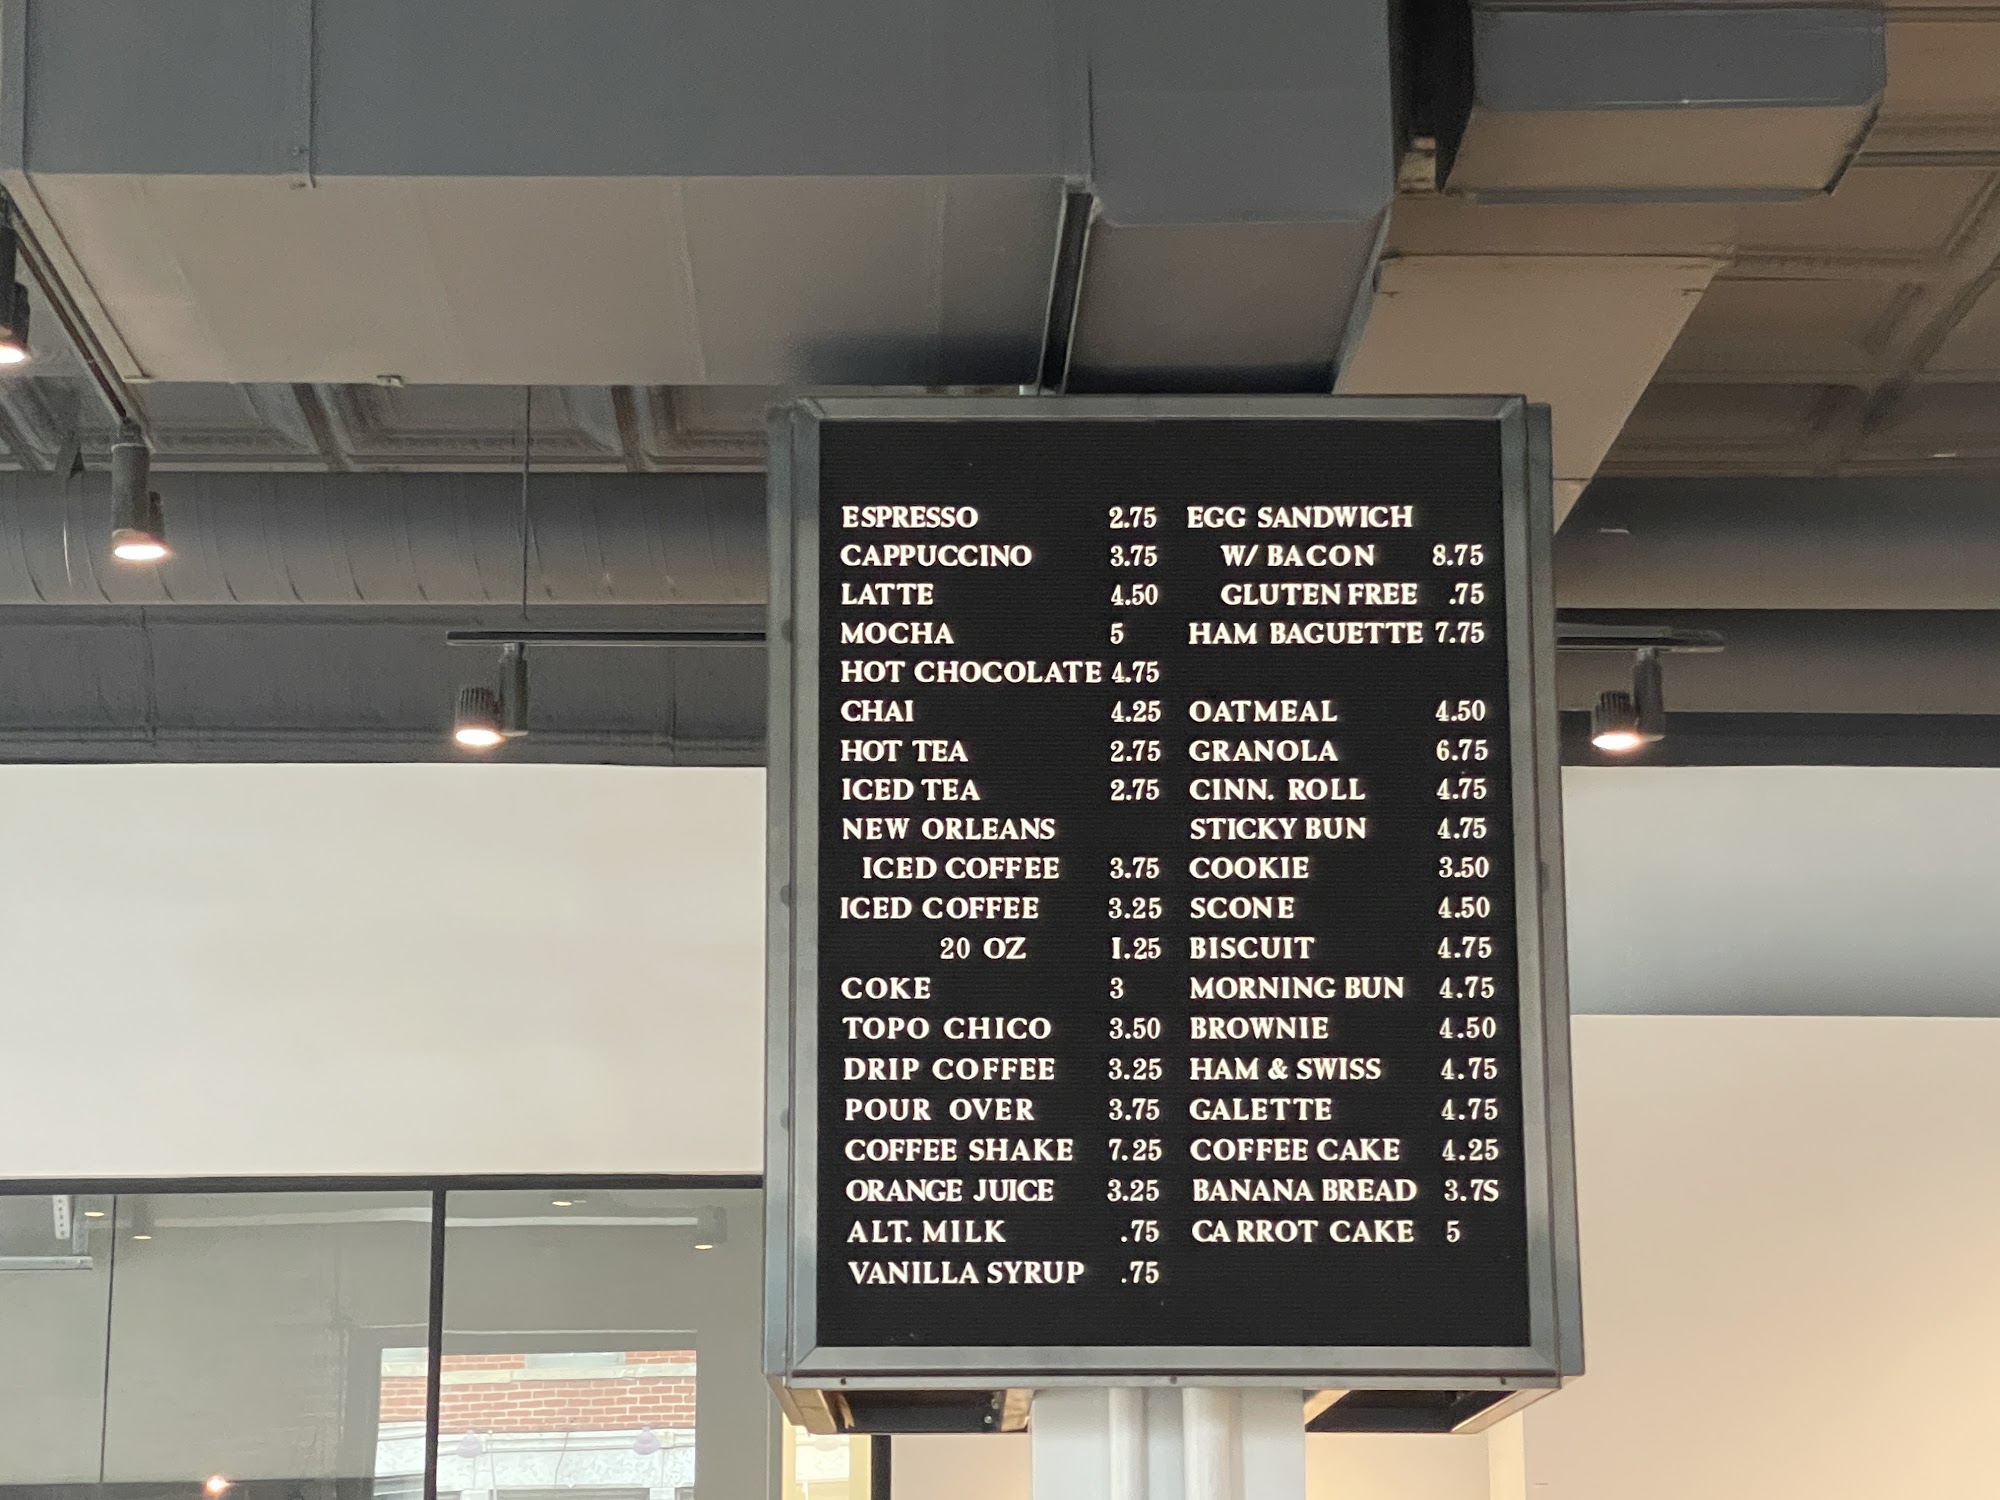 ESPRESSO 2.75
CAPPUCCINO 3.75
LATTE 4.50
MOCHA 5
HOT CHOCOLATE 4.75
CHAI 4.25
HOT TEA 2.75
ICED TEA 2.75
NEW ORLEANS
ICED COFFEE 3.75
ICED COFFEE 3.25
20 OZ 1.25
COKE 3
TOPO CHICO 3.50
DRIP COFFEE 3.25
POUR OVER 3.75
COFFEE SHAKE 7.25
ORANGE JUICE 3.25
ALT. MILK .75
VANILLA SYRUP .75
EGG SANDWICH
W/ BACON 8.75
GLUTEN FREE .75
HAM BAGUETTE 7.75
OATMEAL 4.50
GRANOLA 6.75
CINN. ROLL 4.75
STICKY BUN 4.75
COOKIE 3.50
SCONE 4.50
BISCUIT 4.75
MORNING BUN 4.75
BROWNIE 4.50
HAM & SWISS 4.75
GALETTE 4.75
COFFEE CAKE 4.25
BANANA BREAD 3.7S
CARROT CAKE 5